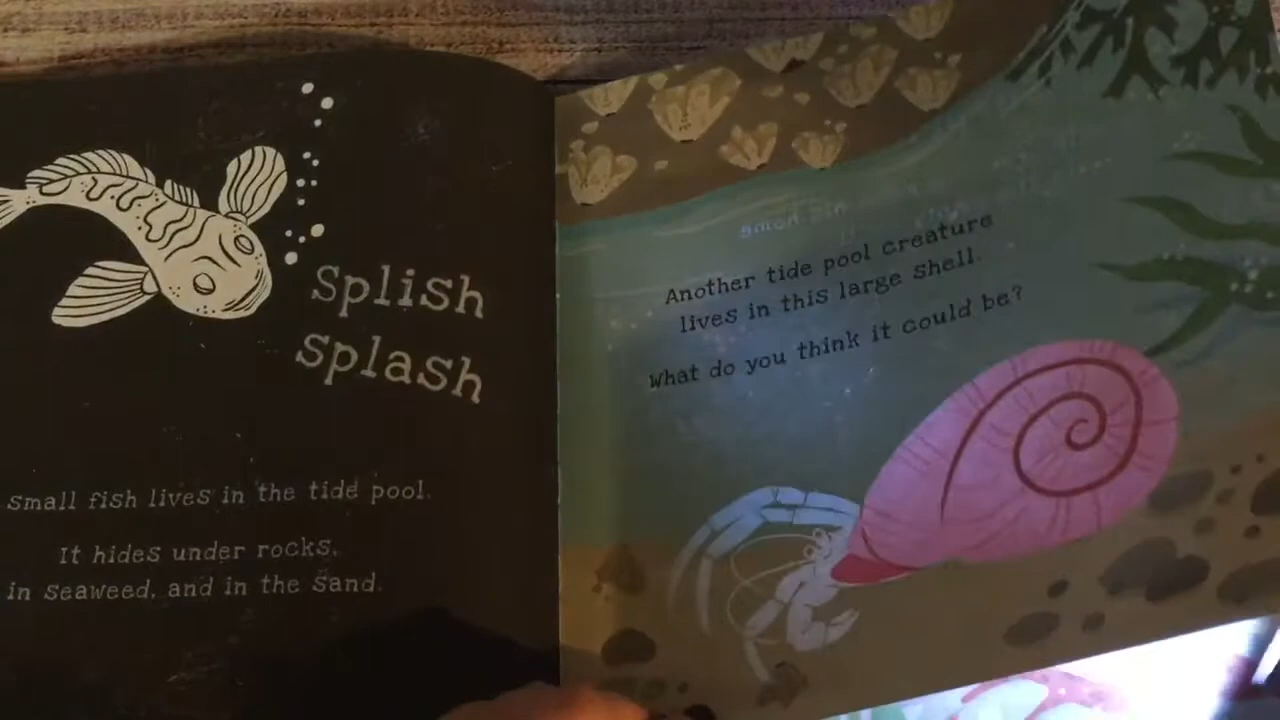 Splish
splash
small fish lives in the tide pool.
It hides under rocks,
in seaweed, and in the sand.
Another tide pool creature
lives in this large shell.
What do you think it could be?